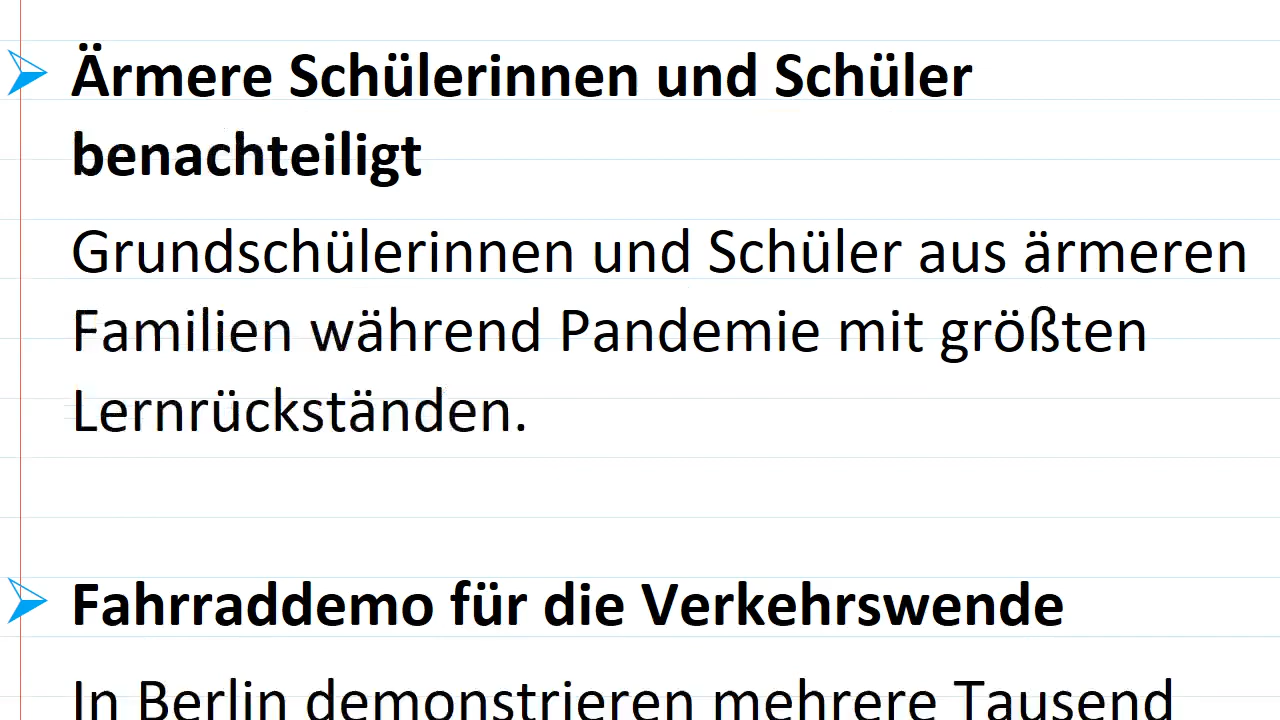 Ärmere Schülerinnen und Schüler
benachteiligt
Grundschülerinnen und Schüler aus ärmeren
Familien während Pandemie mit größten
Lernrückständen.
Fahrraddemo für die Verkehrswende
In Berlin demonstrieren mehrere Tausend